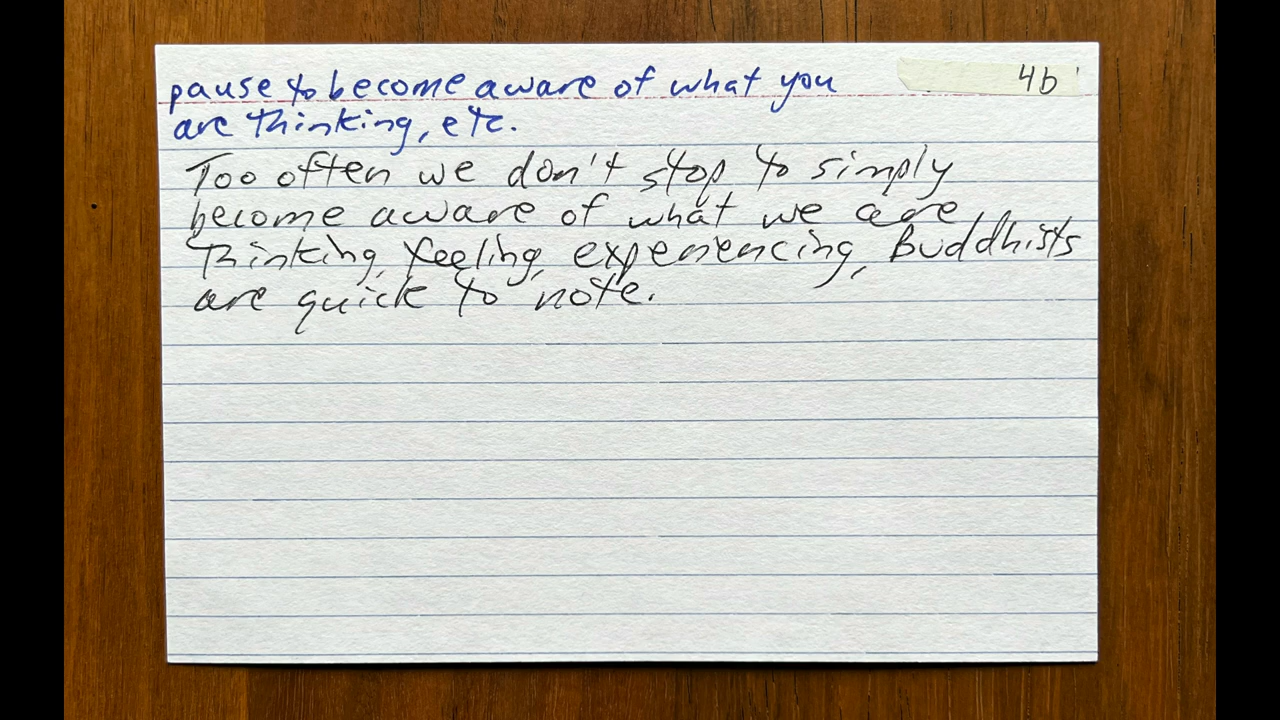 pause to become aware of what you
4b
are thinking, etc.
Too often we don't stop to simply
become aware of what we are
thinking, feeling, experiencing, Buddhists
are quick to note.